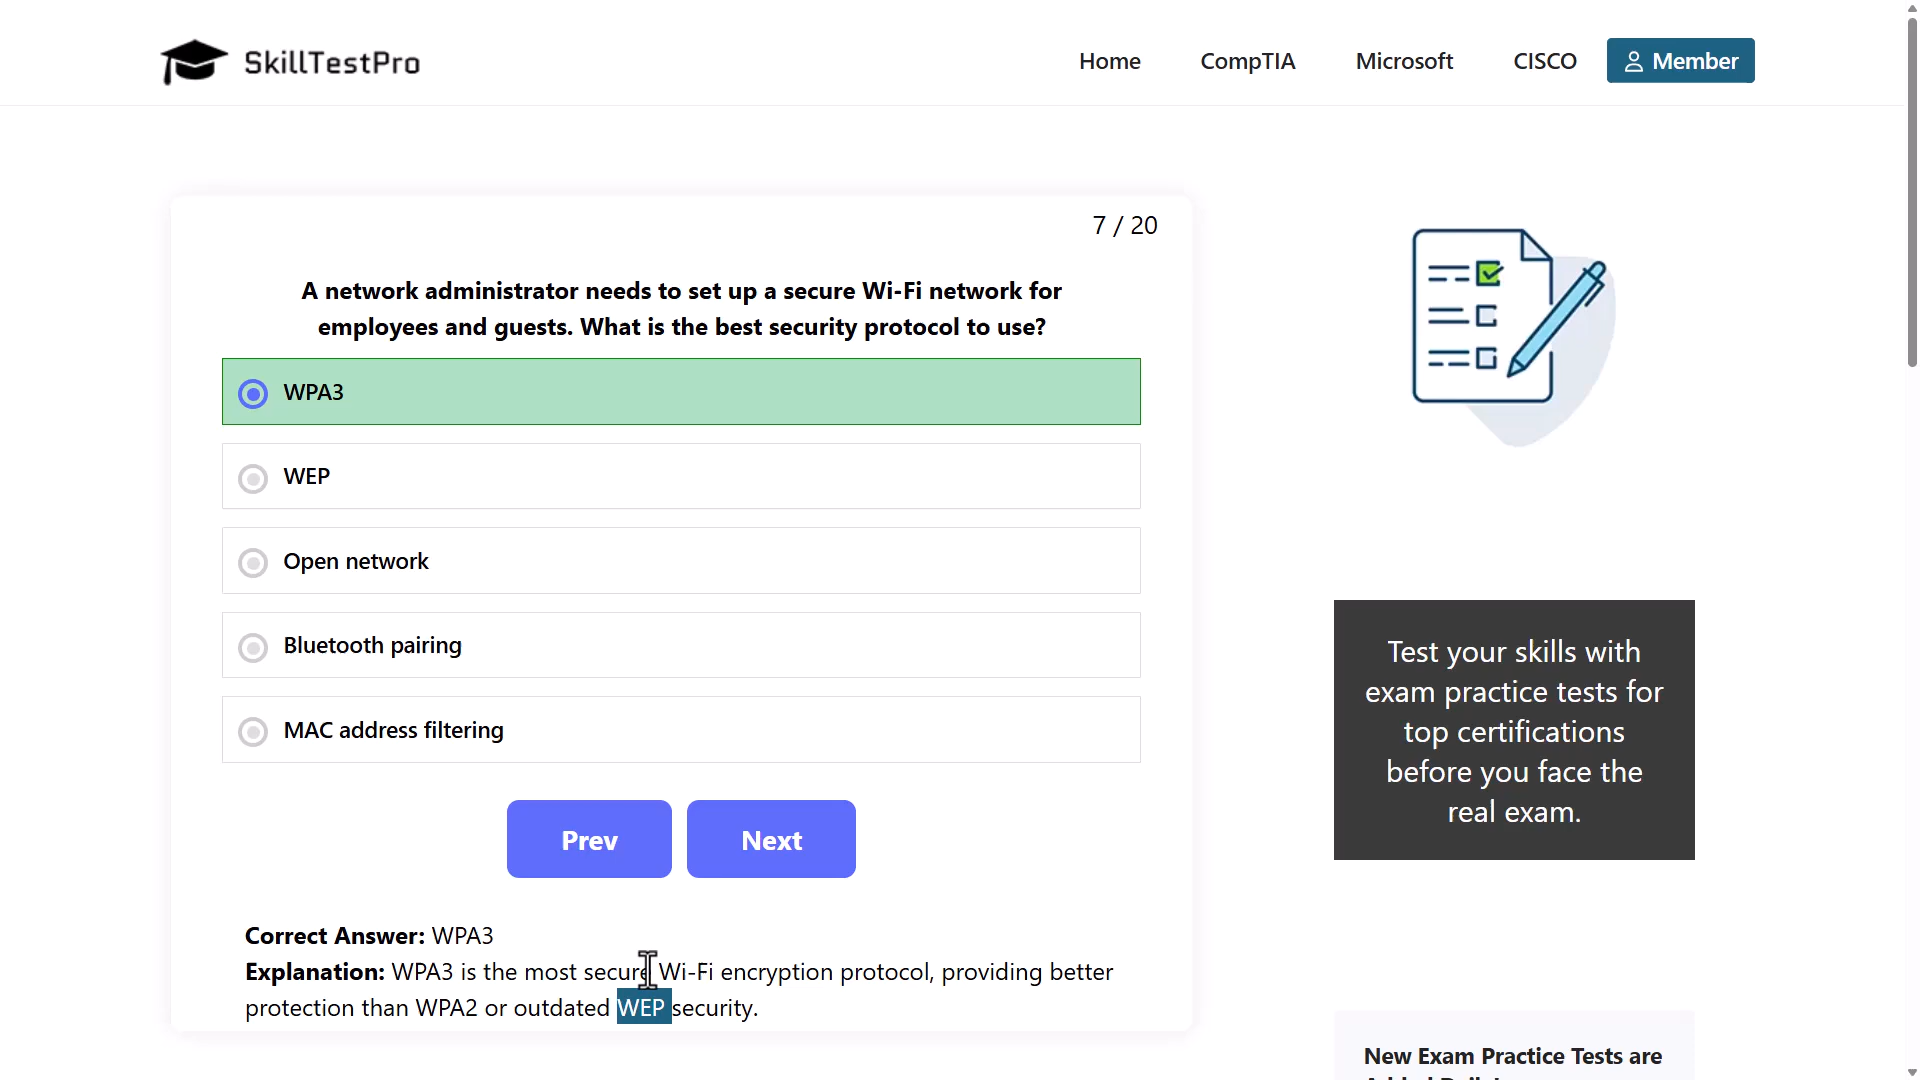 SkillTestPro
Home
CompTIA
Microsoft
CISCO
Member
7 / 20
A network administrator needs to set up a secure Wi-Fi network for
employees and guests. What is the best security protocol to use?
WPA3
WEP
Open network
Bluetooth pairing
MAC address filtering
Prev
Next
Correct Answer: WPA3
Explanation: WPA3 is the most secure Wi-Fi encryption protocol, providing better
protection than WPA2 or outdated WEP security.
Test your skills with
exam practice tests for
top certifications
before you face the
real exam.
New Exam Practice Tests are